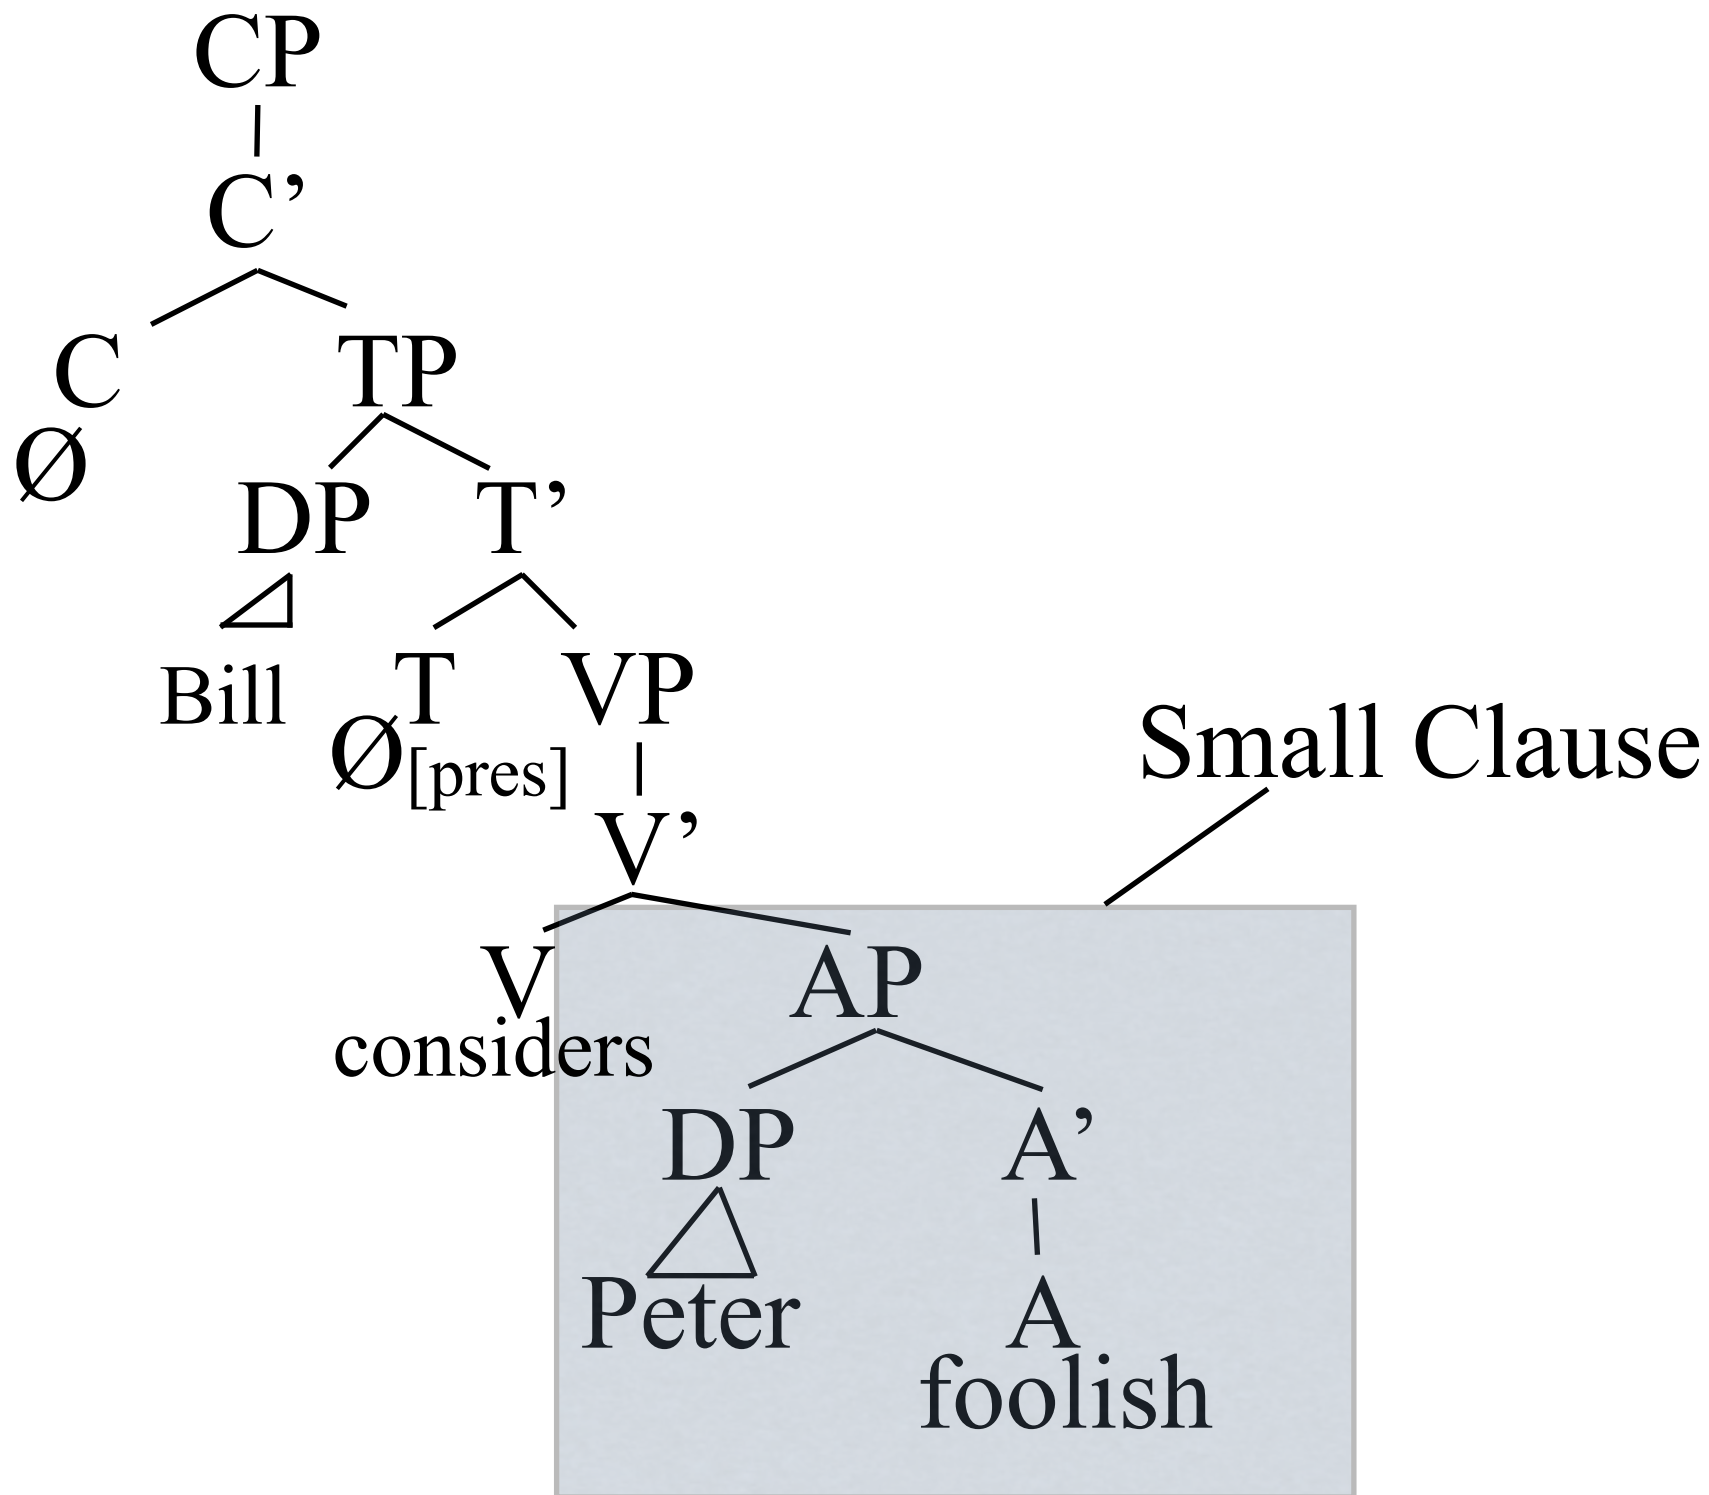 CP
C’
C TP
Ø
DP T’
Bill T VP
Ø[pres]
Small Clause
V’
V AP
considers
DP A’
Peter A
foolish